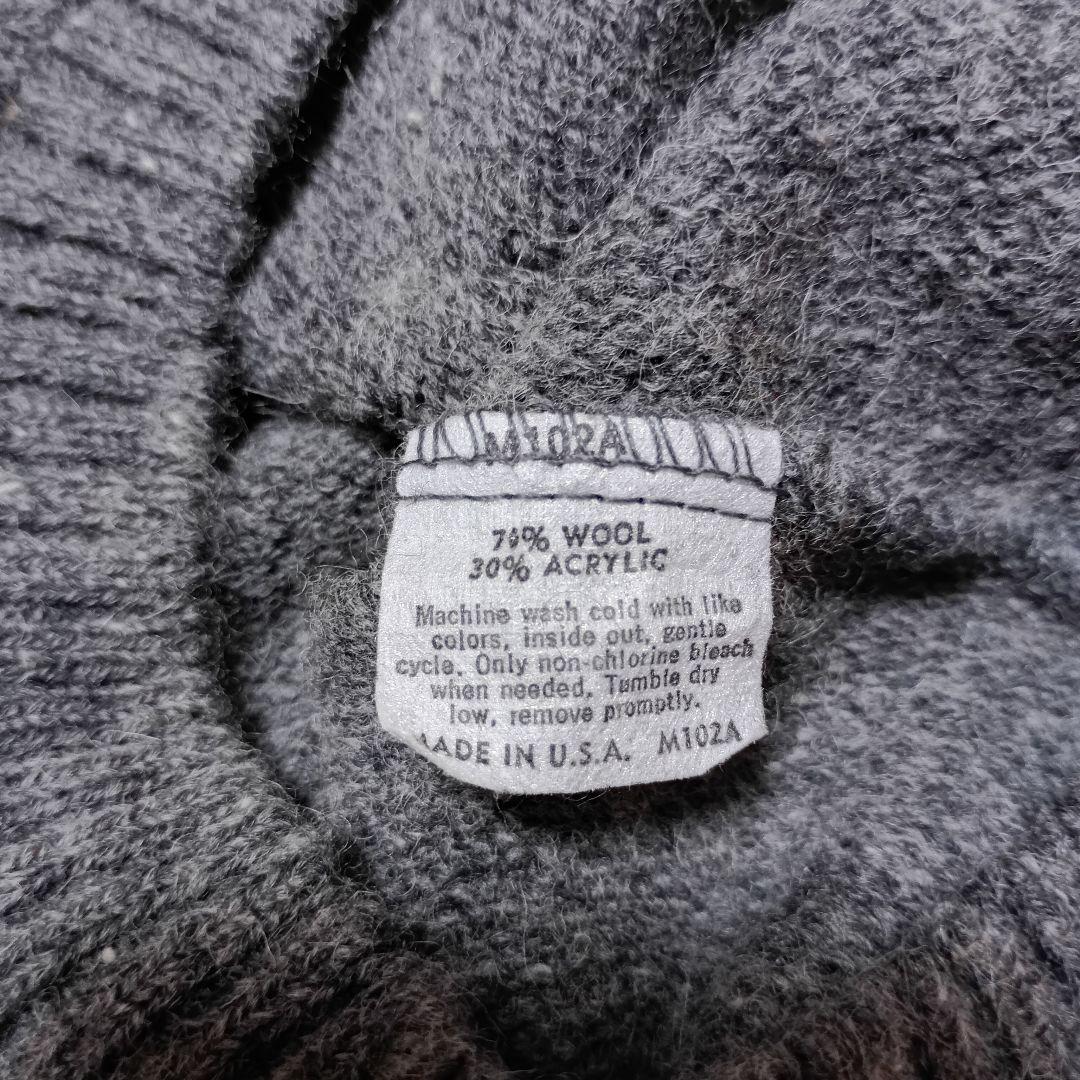 M102A
70% WOOL
30% ACRYLIC
Machine wash cold with like
colors, inside out, gentle
cycle. Only non-chlorine bleach
when needed. Tumble dry
low, remove promptly.
MADE IN U.S.A. M102A